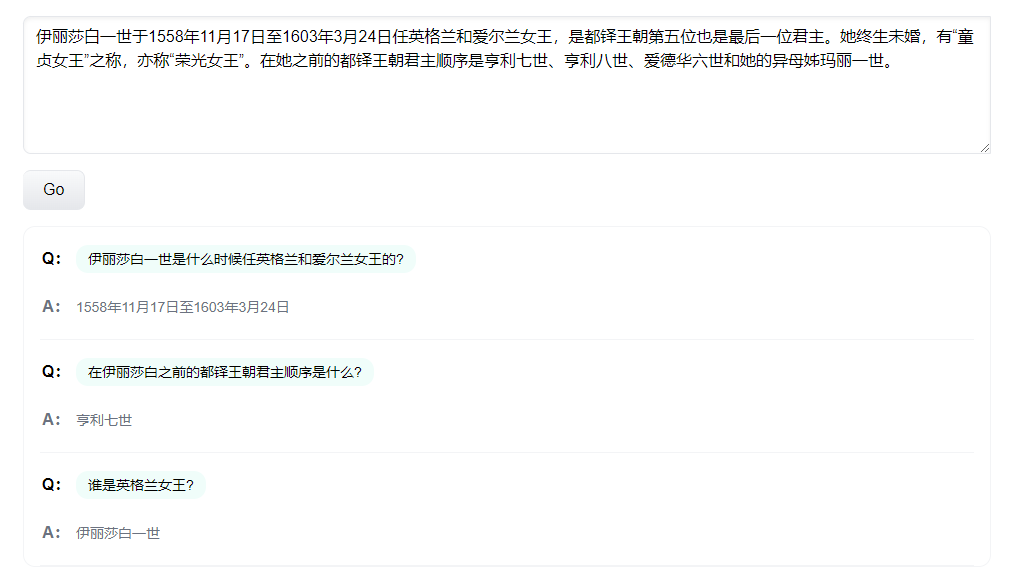 伊丽莎白一世于1558年11月17日至1603年3月24日任英格兰和爱尔兰女王，是都铎王朝第五位也是最后一位君主。她终生未婚，有“童
贞女王”之称，亦称“荣光女王”。在她之前的都铎王朝君主顺序是亨利七世、亨利八世、爱德华六世和她的异母姊玛丽一世。
Go
Q: 伊丽莎白一世是什么时候任英格兰和爱尔兰女王的?
A: 1558年11月17日至1603年3月24日
Q: 在伊丽莎白之前的都铎王朝君主顺序是什么?
A: 亨利七世
Q: 谁是英格兰女王?
A: 伊丽莎白一世